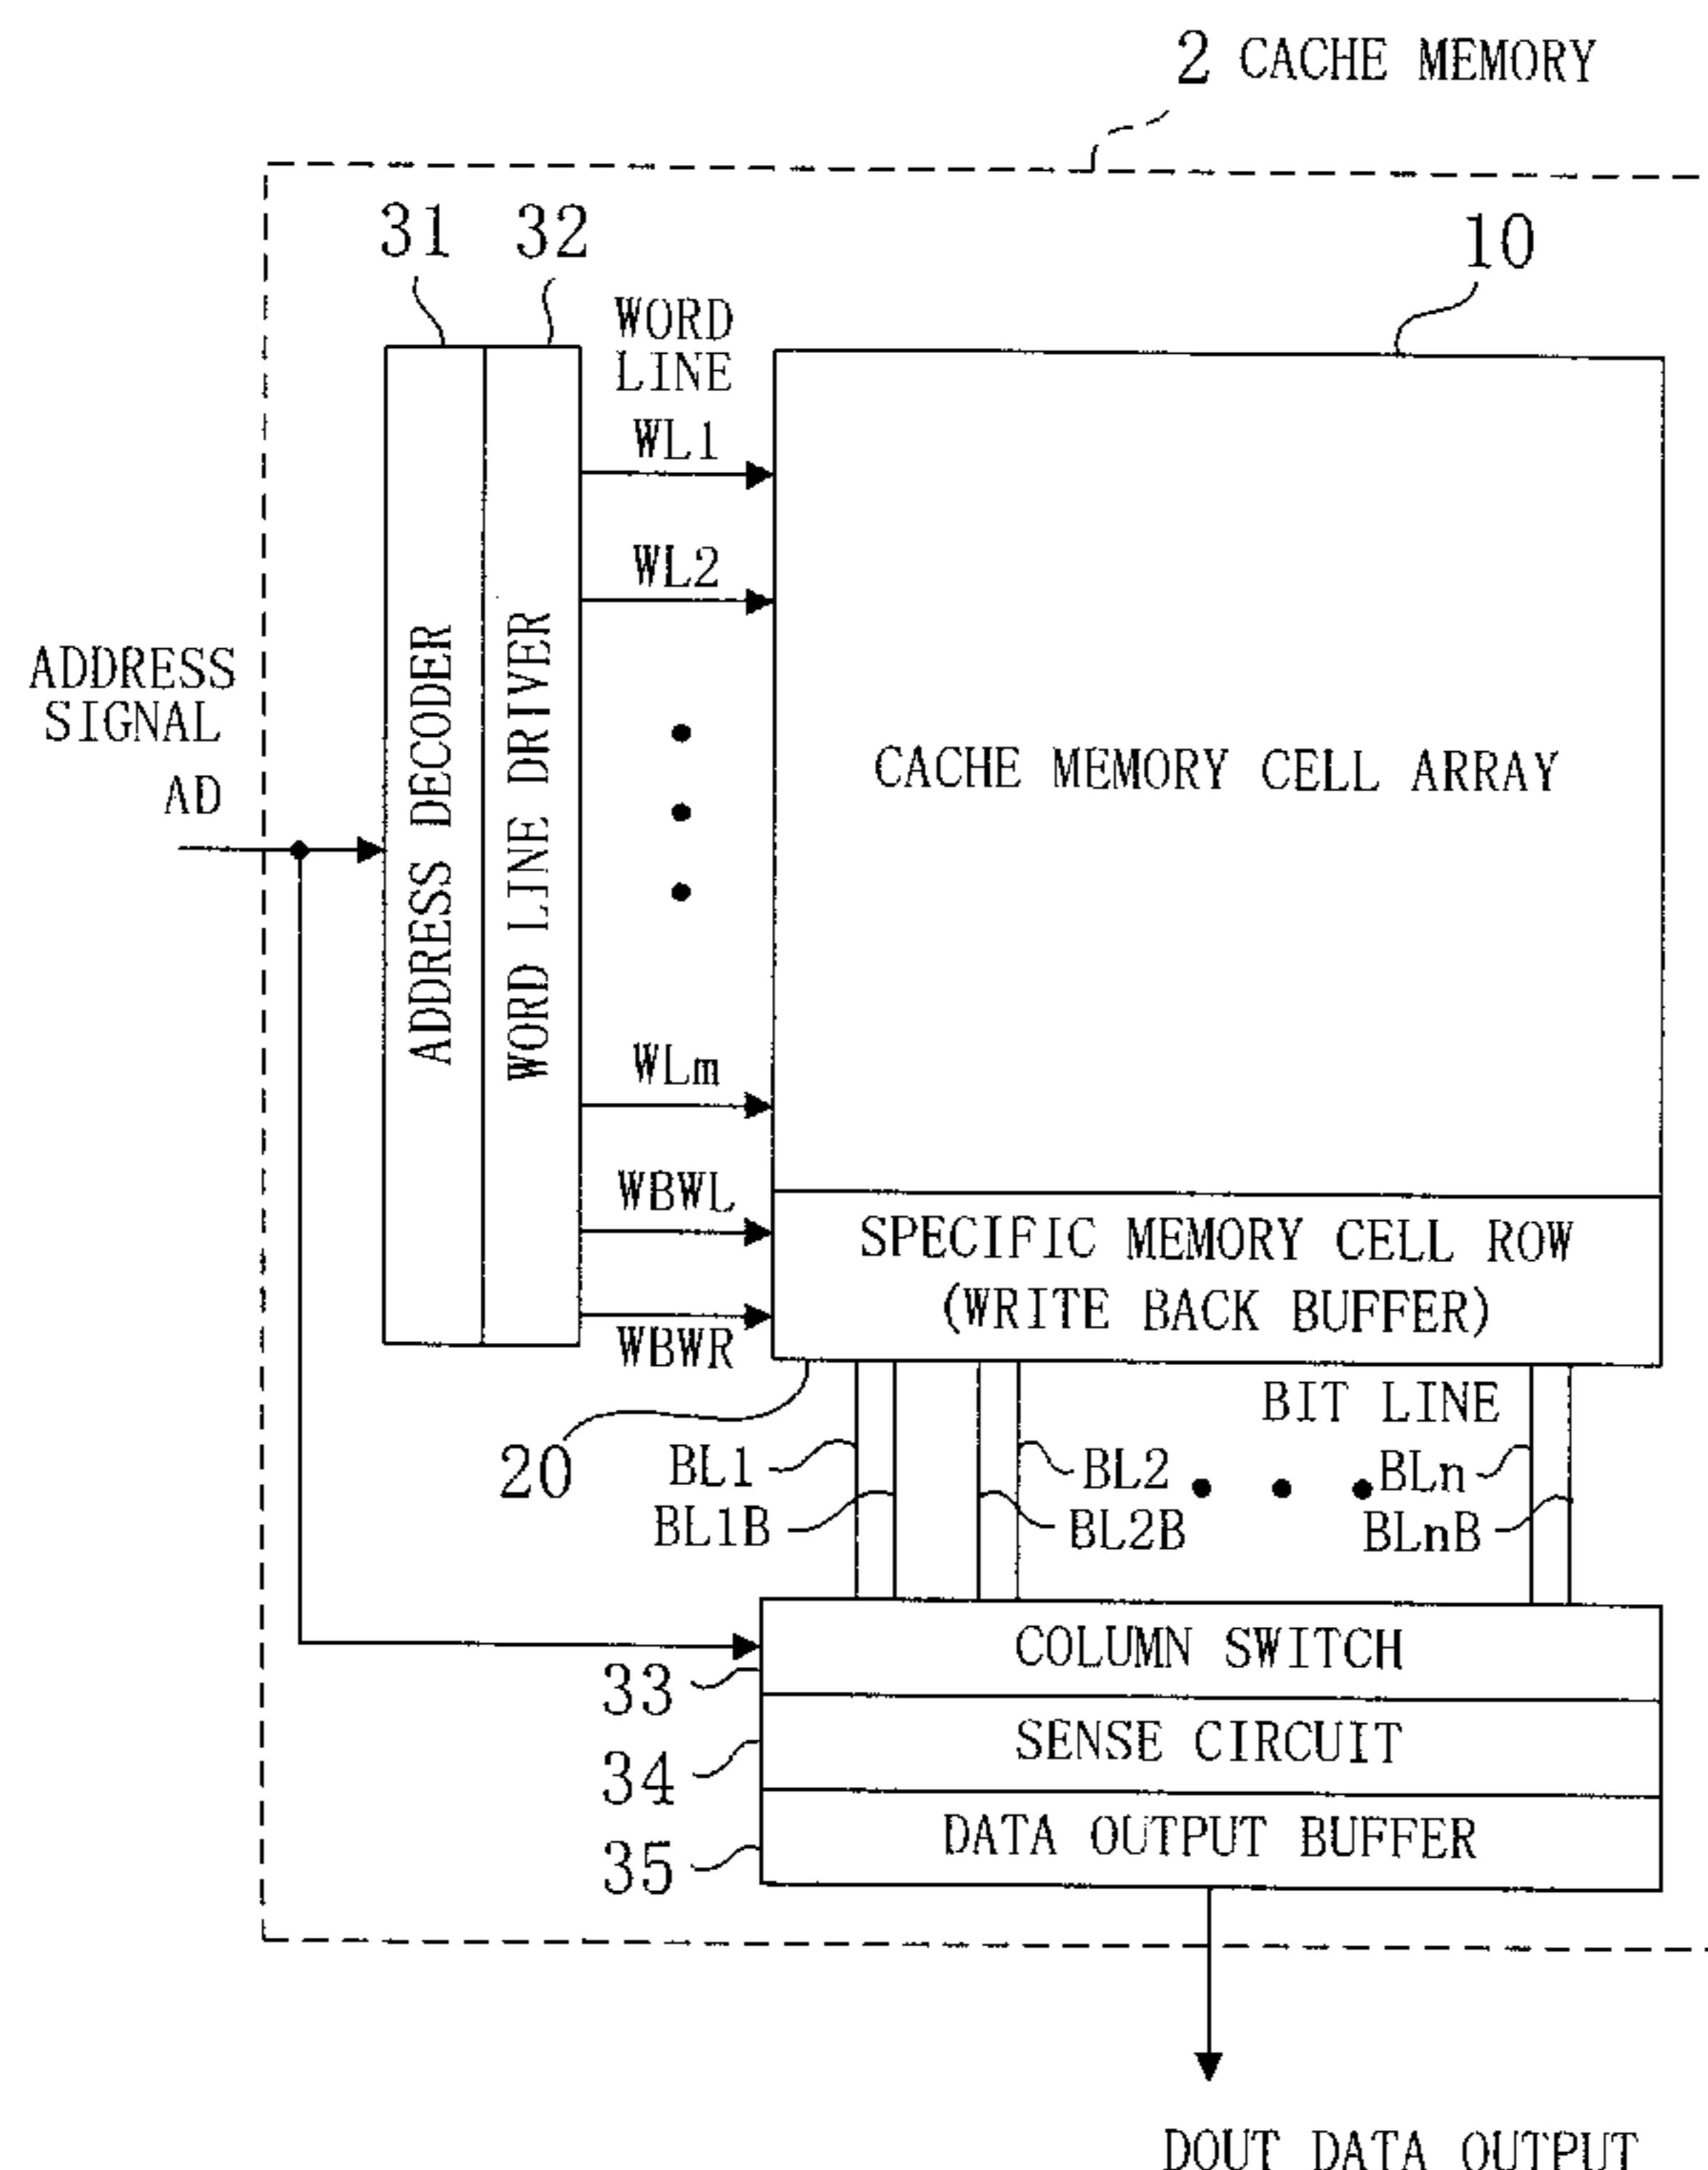 2 CACHE MEMORY
31
32
10
WORD
LINE
WL1
WL2
ADDRESS
SIGNAL
AD
ADDRESS DECODER
WORD LINE DRIVER
CACHE MEMORY CELL ARRAY
WLm
WBWL
WBWR
SPECIFIC MEMORY CELL ROW
(WRITE BACK BUFFER)
20
BIT LINE
BL1
BL1B
BL2
BL2B
BLn
BLnB
COLUMN SWITCH
33
SENSE CIRCUIT
34
DATA OUTPUT BUFFER
35
DOUT DATA OUTPUT